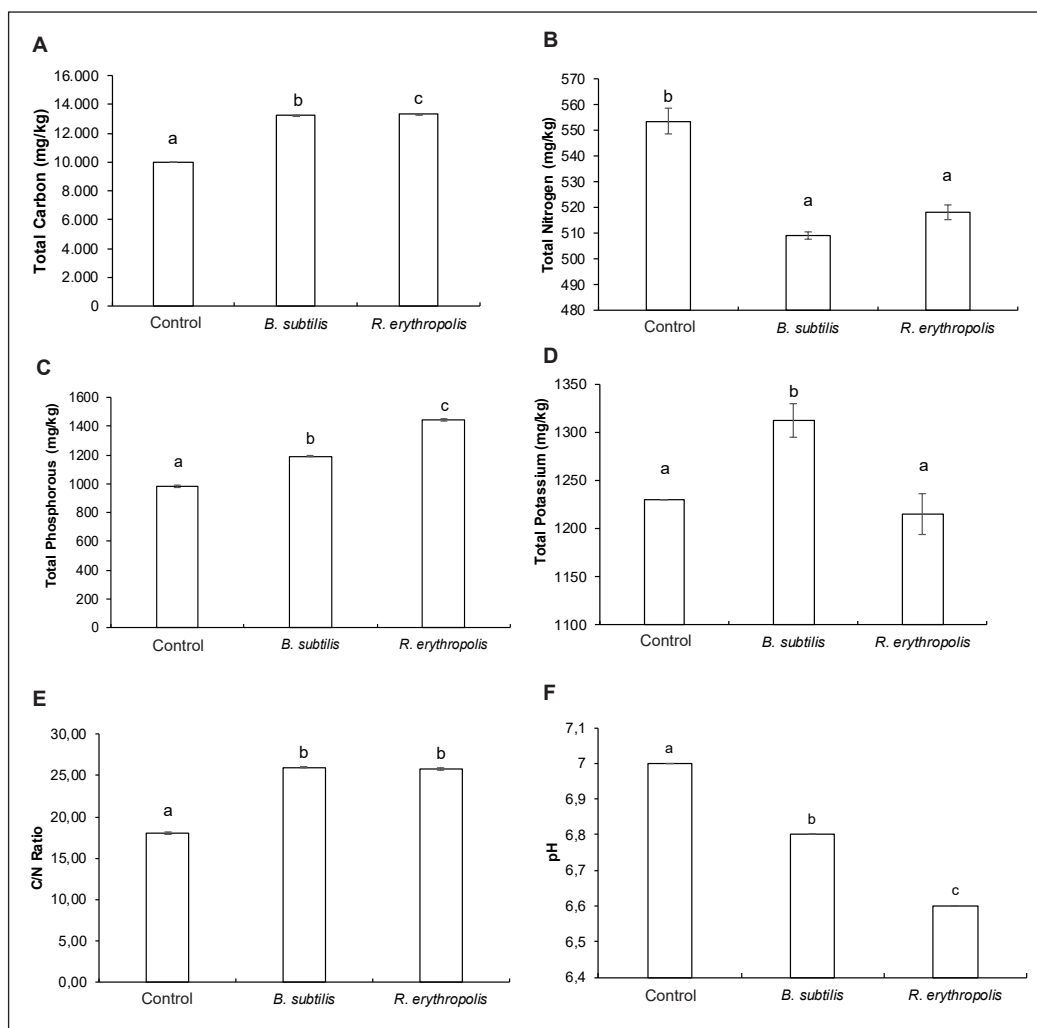 A
Total Carbon (mg/kg)
16.000
14.000
12.000
10.000
8.000
6.000
4.000
2.000
0
a
b
c
Control
B. subtilis
R. erythropolis
B
Total Nitrogen (mg/kg)
570
560
550
540
530
520
510
500
490
480
b
a
a
Control
B. subtilis
R. erythropolis
C
Total Phosphorous (mg/kg)
1600
1400
1200
1000
800
600
400
200
0
a
b
c
Control
B. subtilis
R. erythropolis
D
Total Potassium (mg/kg)
1350
1300
1250
1200
1150
1100
a
b
a
Control
B. subtilis
R. erythropolis
E
C/N Ratio
30,00
25,00
20,00
15,00
10,00
5,00
0,00
a
b
b
Control
B. subtilis
R. erythropolis
F
pH
7,1
7
6,9
6,8
6,7
6,6
6,5
6,4
a
b
c
Control
B. subtilis
R. erythropolis